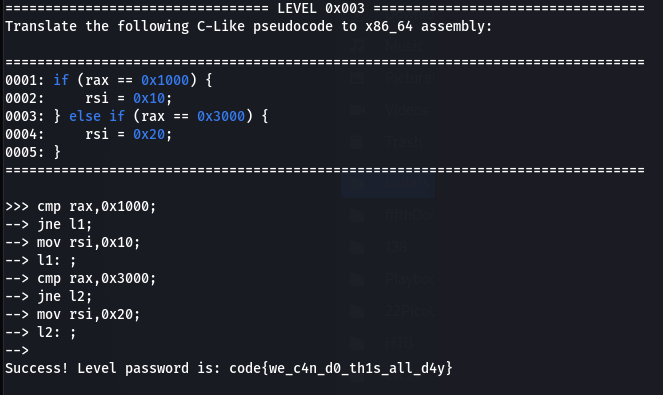 ================================== LEVEL 0x003 ==================================
Translate the following C-Like pseudocode to x86_64 assembly:
================================================================================
0001: if (rax == 0x1000) {
0002:     rsi = 0x10;
0003: } else if (rax == 0x3000) {
0004:     rsi = 0x20;
0005: }
================================================================================
>>> cmp rax,0x1000;
--> jne l1;
--> mov rsi,0x10;
--> l1: ;
--> cmp rax,0x3000;
--> jne l2;
--> mov rsi,0x20;
--> l2: ;
-->
Success! Level password is: code{we_c4n_d0_th1s_all_d4y}